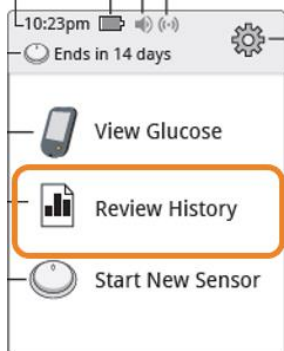 10:23pm
Ends in 14 days
View Glucose
Review History
Start New Sensor